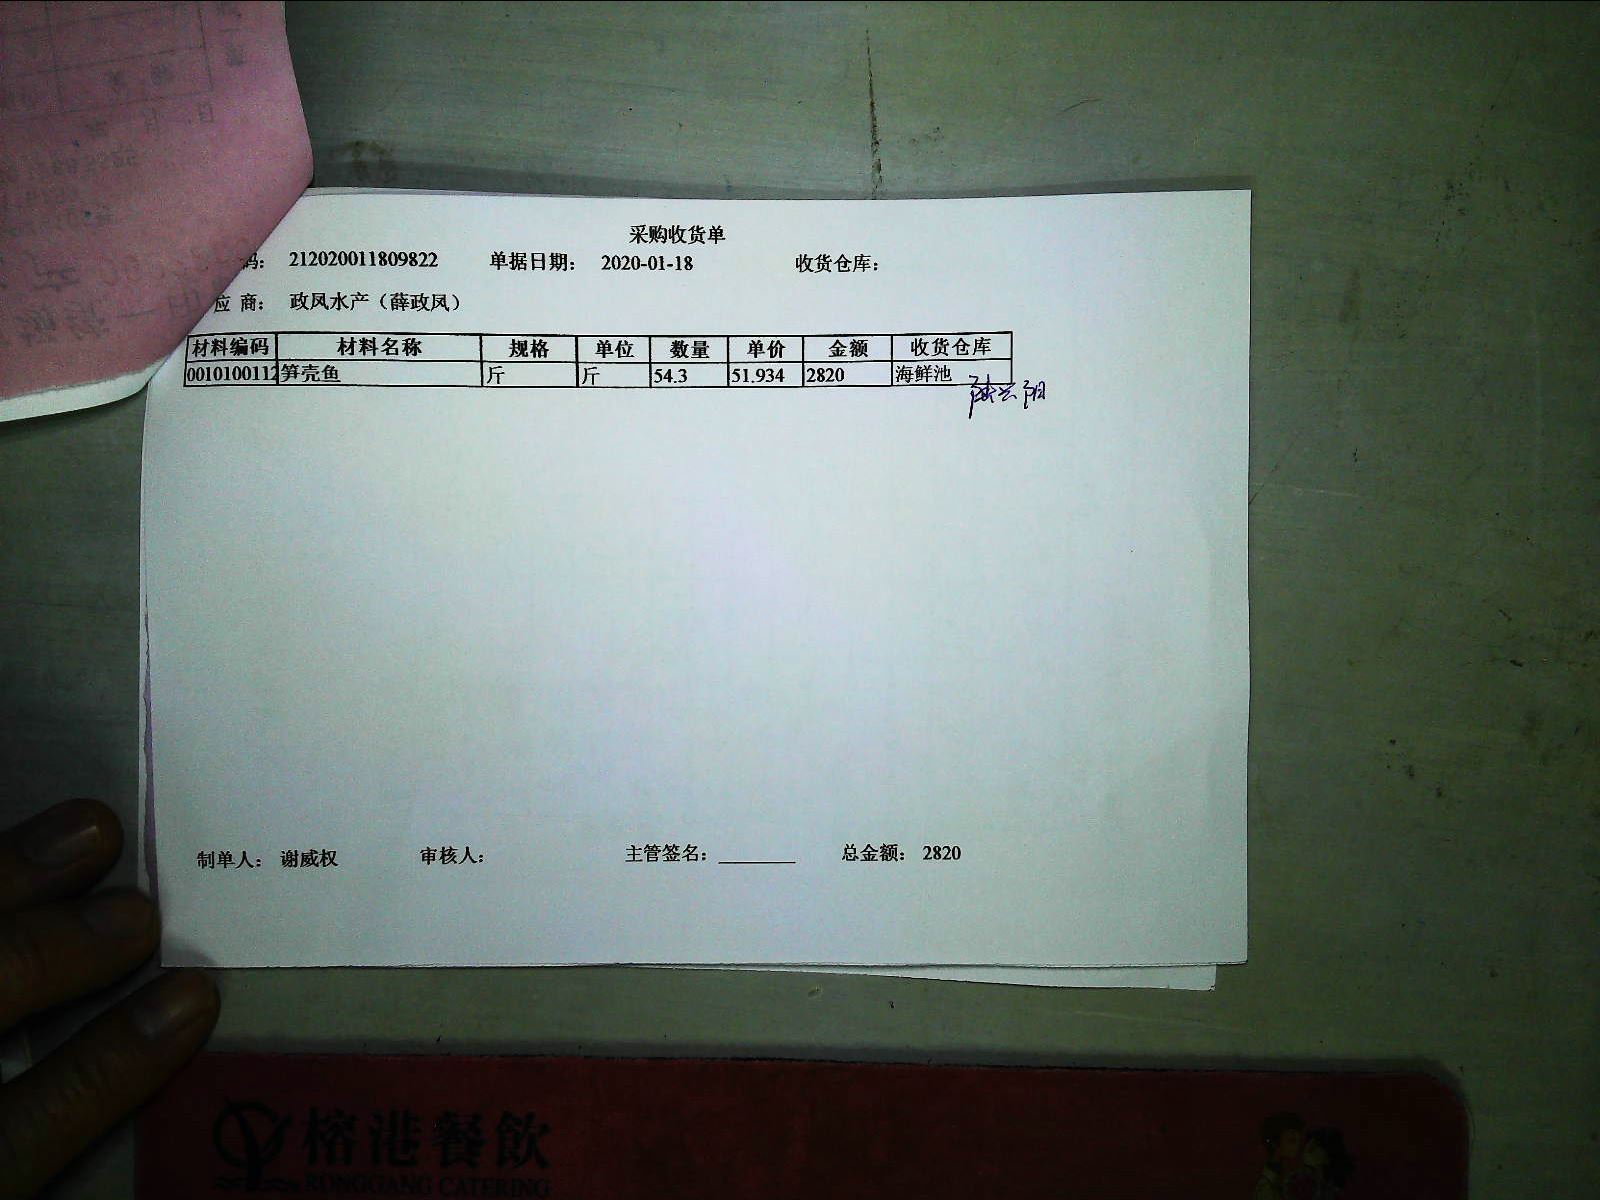 采购收货单
码： 212020011809822 单据日期： 2020-01-18 收货仓库：
应 商： 政凤水产（薛政凤）
材料编码 材料名称 规格 单位 数量 单价 金额 收货仓库
0010100112 笋壳鱼 斤 斤 54.3 51.934 2820 海鲜池
制单人： 谢威权 审核人： 主管签名： 总金额： 2820
榕港餐飲
RONGGANG CATERING